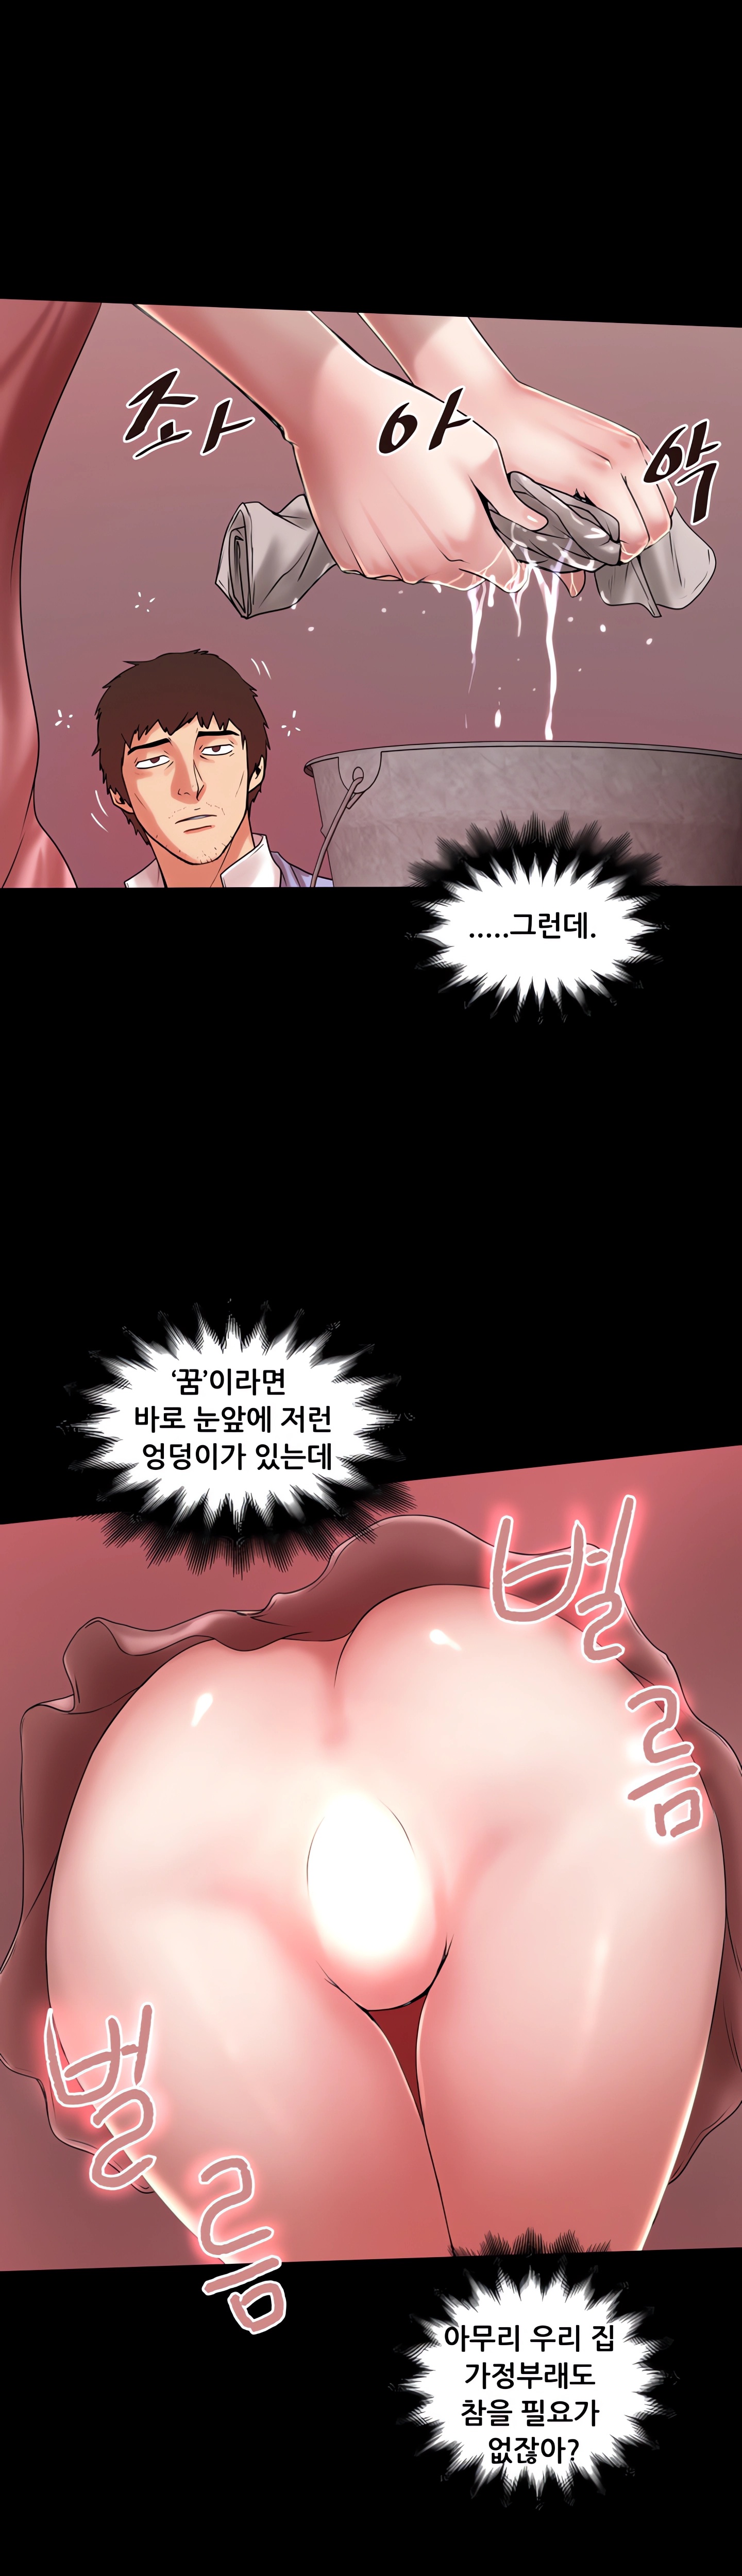 좌 아 악
.....그런데.
‘꿈’이라면
바로 눈앞에 저런
엉덩이가 있는데
벌
름
벌
름
아무리 우리 집
가정부래도
참을 필요가
없잖아?